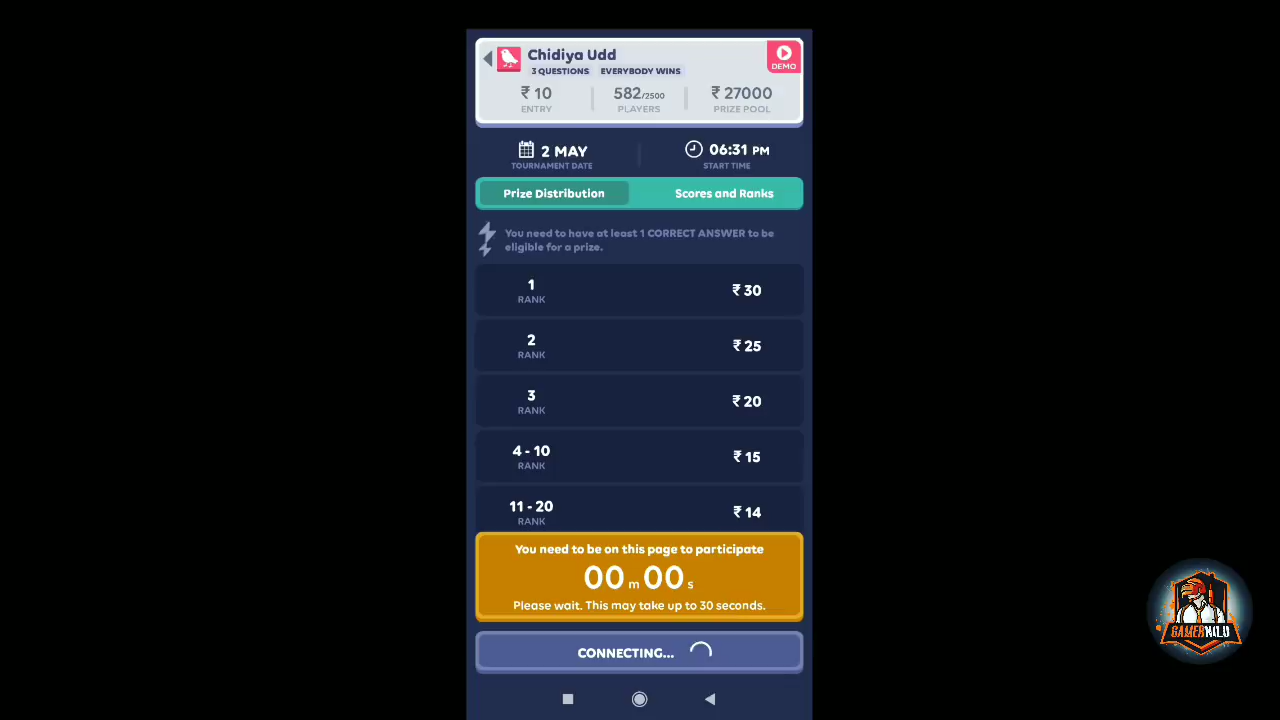 Chidiya Udd
3 QUESTIONS EVERYBODY WINS
DEMO
₹ 10 582/2500 ₹ 27000
ENTRY PLAYERS PRIZE POOL
2 MAY 06:31 PM
TOURNAMENT DATE START TIME
Prize Distribution Scores and Ranks
You need to have at least 1 CORRECT ANSWER to be
eligible for a prize.
1 ₹ 30
RANK
2 ₹ 25
RANK
3 ₹ 20
RANK
4 - 10 ₹ 15
RANK
11 - 20 ₹ 14
RANK
You need to be on this page to participate
00 m 00 s
Please wait. This may take up to 30 seconds.
CONNECTING...
GAMERMALU